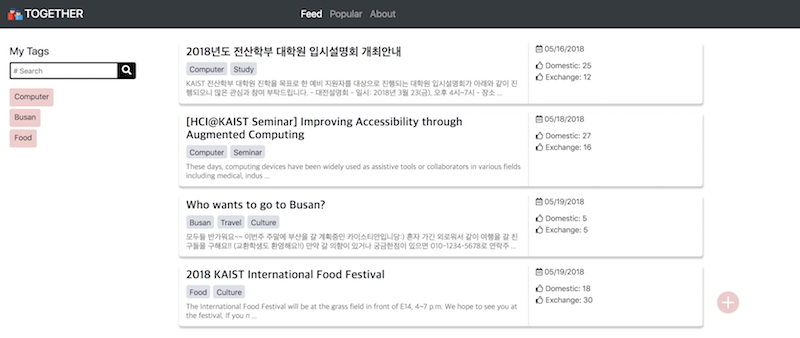 TOGETHER
Feed Popular About
My Tags
# Search
Computer
Busan
Food
2018년도 전산학부 대학원 입시설명회 개최안내
Computer Study
KAIST 전산학부 대학원 진학을 목표로 한 예비 지원자를 대상으로 진행되는 대학원 입시설명회가 아래와 같이 진
행되오니 많은 관심과 참여 부탁드립니다. - 대전설명회 - 일시: 2018년 3월 23(금), 오후 4시~7시 - 장소 ...
05/16/2018
Domestic: 25
Exchange: 12
[HCI@KAIST Seminar] Improving Accessibility through
Augmented Computing
Computer Seminar
These days, computing devices have been widely used as assistive tools or collaborators in various fields
including medical, indus ...
05/18/2018
Domestic: 27
Exchange: 16
Who wants to go to Busan?
Busan Travel Culture
모두들 반가워요~~ 이번주 주말에 부산을 갈 계획중인 카이스티안입니당:) 혼자 가긴 외로워서 같이 여행을 갈 친
구들을 구해요!! (교환학생도 환영해요!!) 만약 갈 의향이 있거나 궁금한점이 있으면 010-1234-5678로 연락주 ...
05/19/2018
Domestic: 5
Exchange: 5
2018 KAIST International Food Festival
Food Culture
The International Food Festival will be at the grass field in front of E14, 4~7 p.m. We hope to see you at
the festival. If you n ...
05/19/2018
Domestic: 18
Exchange: 30